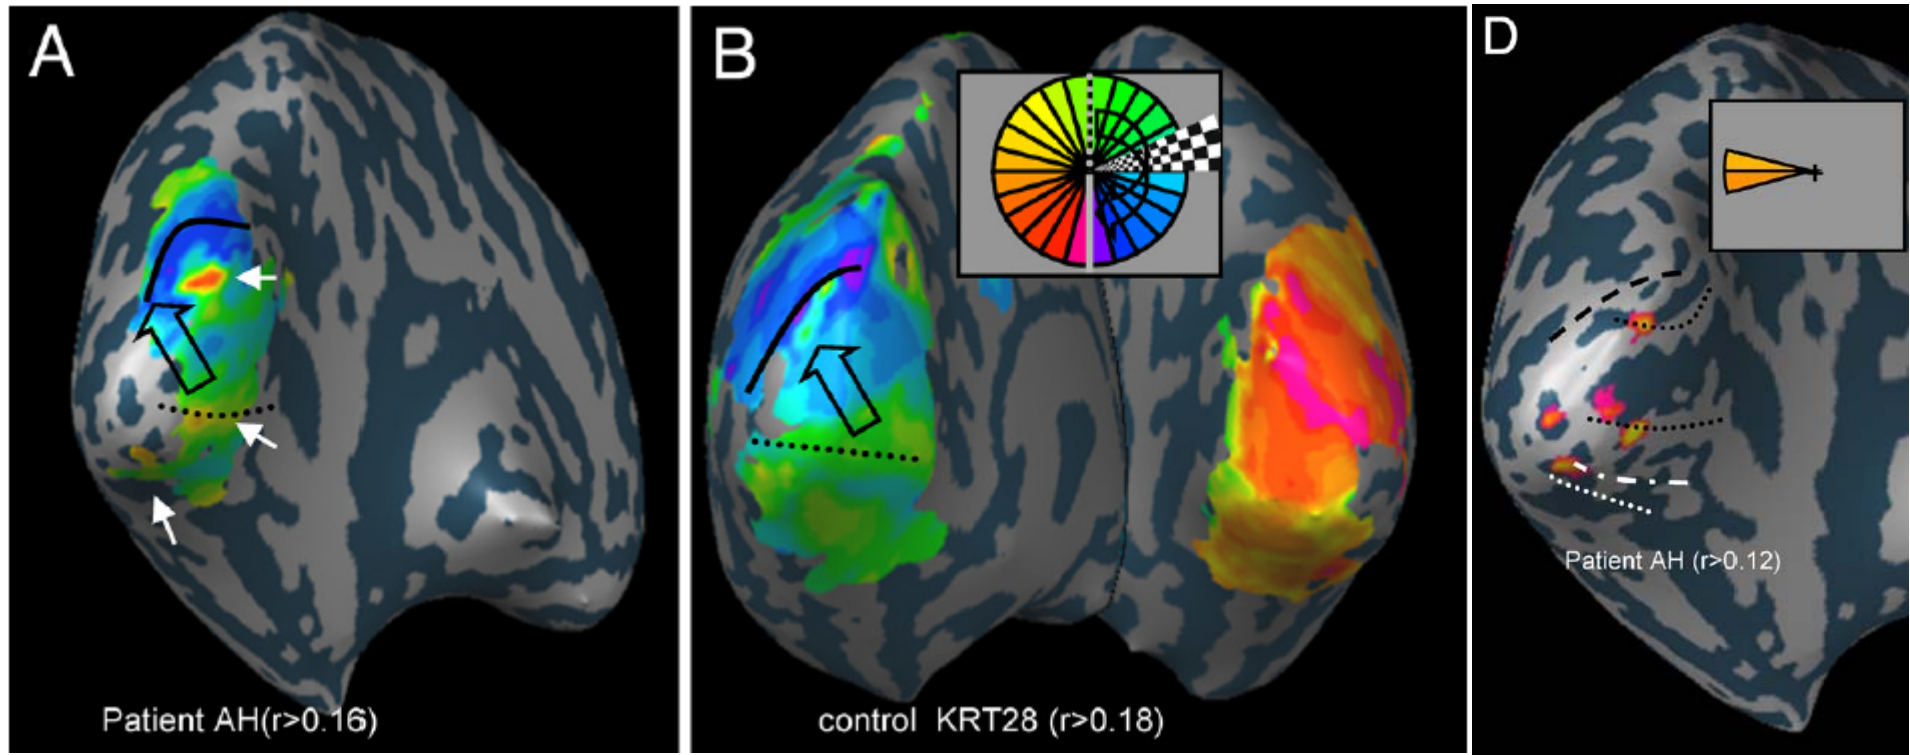 A
B
D
Patient AH (r>0.12)
Patient AH(r>0.16)
control KRT28 (r>0.18)